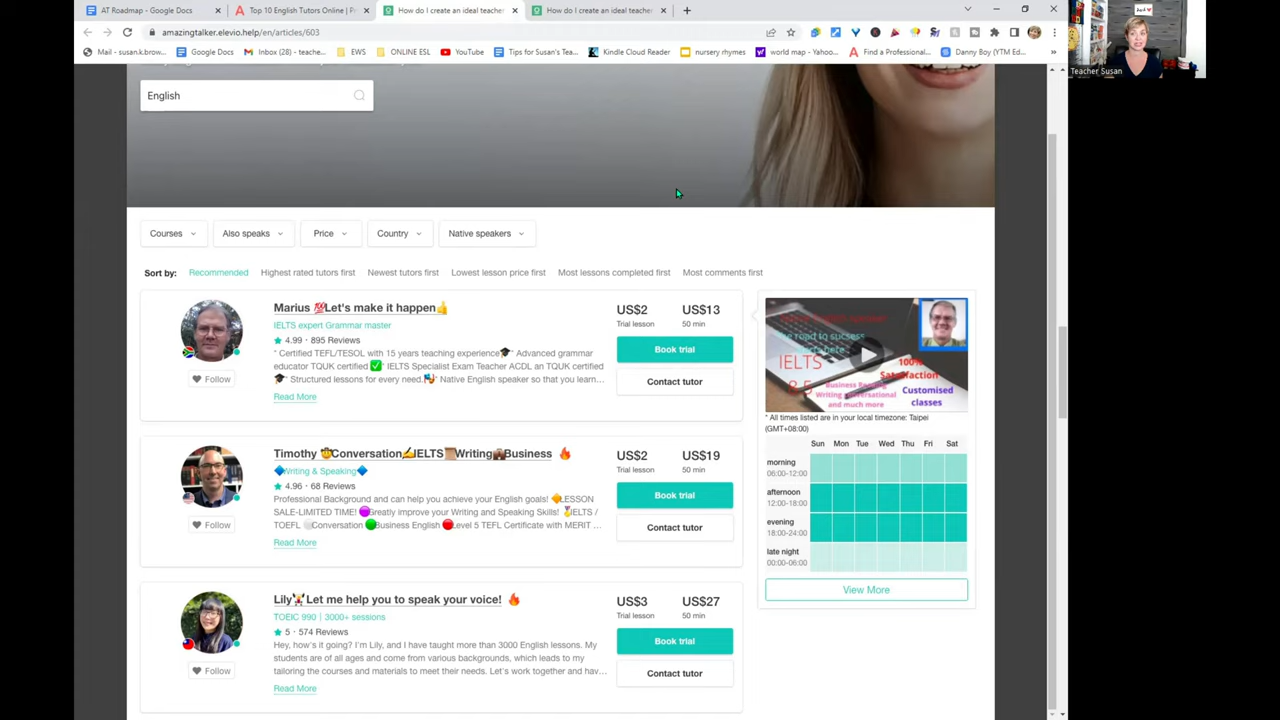 AT Roadmap - Google Docs
Top 10 English Tutors Online | P
How do I create an ideal teacher
How do I create an ideal teacher
amazingtalker.elevio.help/en/articles/603
Mail - susan.k.brow...
Google Docs
Inbox (28) - teache...
EWS
ONLINE ESL
YouTube
Tips for Susan's Tea...
Kindle Cloud Reader
nursery rhymes
world map - Yahoo...
Find a Professional...
Danny Boy (YTM Ed...
Teacher Susan
English
Courses
Also speaks
Price
Country
Native speakers
Sort by:
Recommended
Highest rated tutors first
Newest tutors first
Lowest lesson price first
Most lessons completed first
Most comments first
Marius 💯Let's make it happen👍
IELTS expert Grammar master
4.99 · 895 Reviews
" Certified TEFL/TESOL with 15 years teaching experience🎓" Advanced grammar
educator TQUK certified ✅" IELTS Specialist Exam Teacher ACDL an TQUK certified
🎓" Structured lessons for every need,🎨" Native English speaker so that you learn...
Read More
Follow
US$2
Trial lesson
US$13
50 min
Book trial
Contact tutor
Timothy 🤠Conversation✍IELTS📕Writing💼Business 🔥
🔷Writing & Speaking🔷
4.96 · 68 Reviews
Professional Background and can help you achieve your English goals! 🔶LESSON
SALE-LIMITED TIME! 🟣Greatly improve your Writing and Speaking Skills! 🏅IELTS /
TOEFL ⚪Conversation 🟢Business English 🔴Level 5 TEFL Certificate with MERIT ...
Read More
Follow
US$2
Trial lesson
US$19
50 min
Book trial
Contact tutor
Lily🏋Let me help you to speak your voice! 🔥
TOEIC 990 | 3000+ sessions
5 · 574 Reviews
Hey, how's it going? I'm Lily, and I have taught more than 3000 English lessons. My
students are of all ages and come from various backgrounds, which leads to my
tailoring the courses and materials to meet their needs. Let's work together and hav...
Read More
Follow
US$3
Trial lesson
US$27
50 min
Book trial
Contact tutor
IELTS
8.5
100%
Satisfaction
Business
Writing
Conversational
and much more
Customised
classes
* All times listed are in your local timezone: Taipei
(GMT+08:00)
Sun Mon Tue Wed Thu Fri Sat
morning
06:00-12:00
afternoon
12:00-18:00
evening
18:00-24:00
late night
00:00-06:00
View More